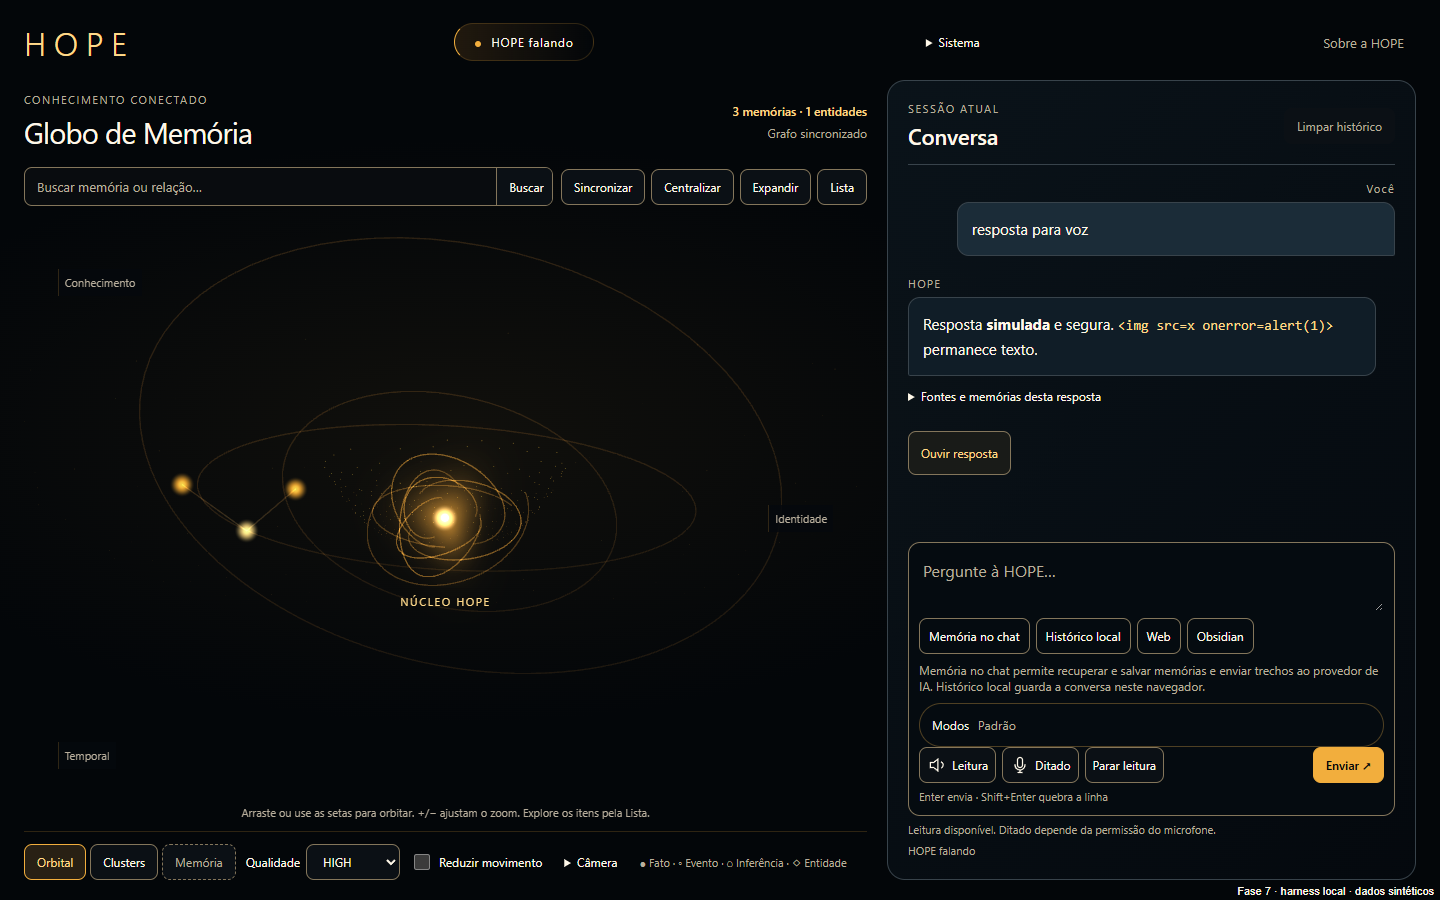 HOPE
● HOPE falando
▶ Sistema
Sobre a HOPE
CONHECIMENTO CONECTADO
Globo de Memória
3 memórias · 1 entidades
Grafo sincronizado
Buscar memória ou relação...
Buscar
Sincronizar
Centralizar
Expandir
Lista
Conhecimento
Identidade
NÚCLEO HOPE
Temporal
Arraste ou use as setas para orbitar. +/− ajustam o zoom. Explore os itens pela Lista.
Orbital
Clusters
Memória
Qualidade
HIGH
Reduzir movimento
▶ Câmera
● Fato · ◦ Evento · ○ Inferência · ◇ Entidade
SESSÃO ATUAL
Conversa
Limpar histórico
Você
resposta para voz
HOPE
Resposta simulada e segura. <img src=x onerror=alert(1)>
permanece texto.
▶ Fontes e memórias desta resposta
Ouvir resposta
Pergunte à HOPE...
Memória no chat
Histórico local
Web
Obsidian
Memória no chat permite recuperar e salvar memórias e enviar trechos ao provedor de
IA. Histórico local guarda a conversa neste navegador.
Modos Padrão
Leitura
Ditado
Parar leitura
Enviar ↗
Enter envia · Shift+Enter quebra a linha
Leitura disponível. Ditado depende da permissão do microfone.
HOPE falando
Fase 7 · harness local · dados sintéticos